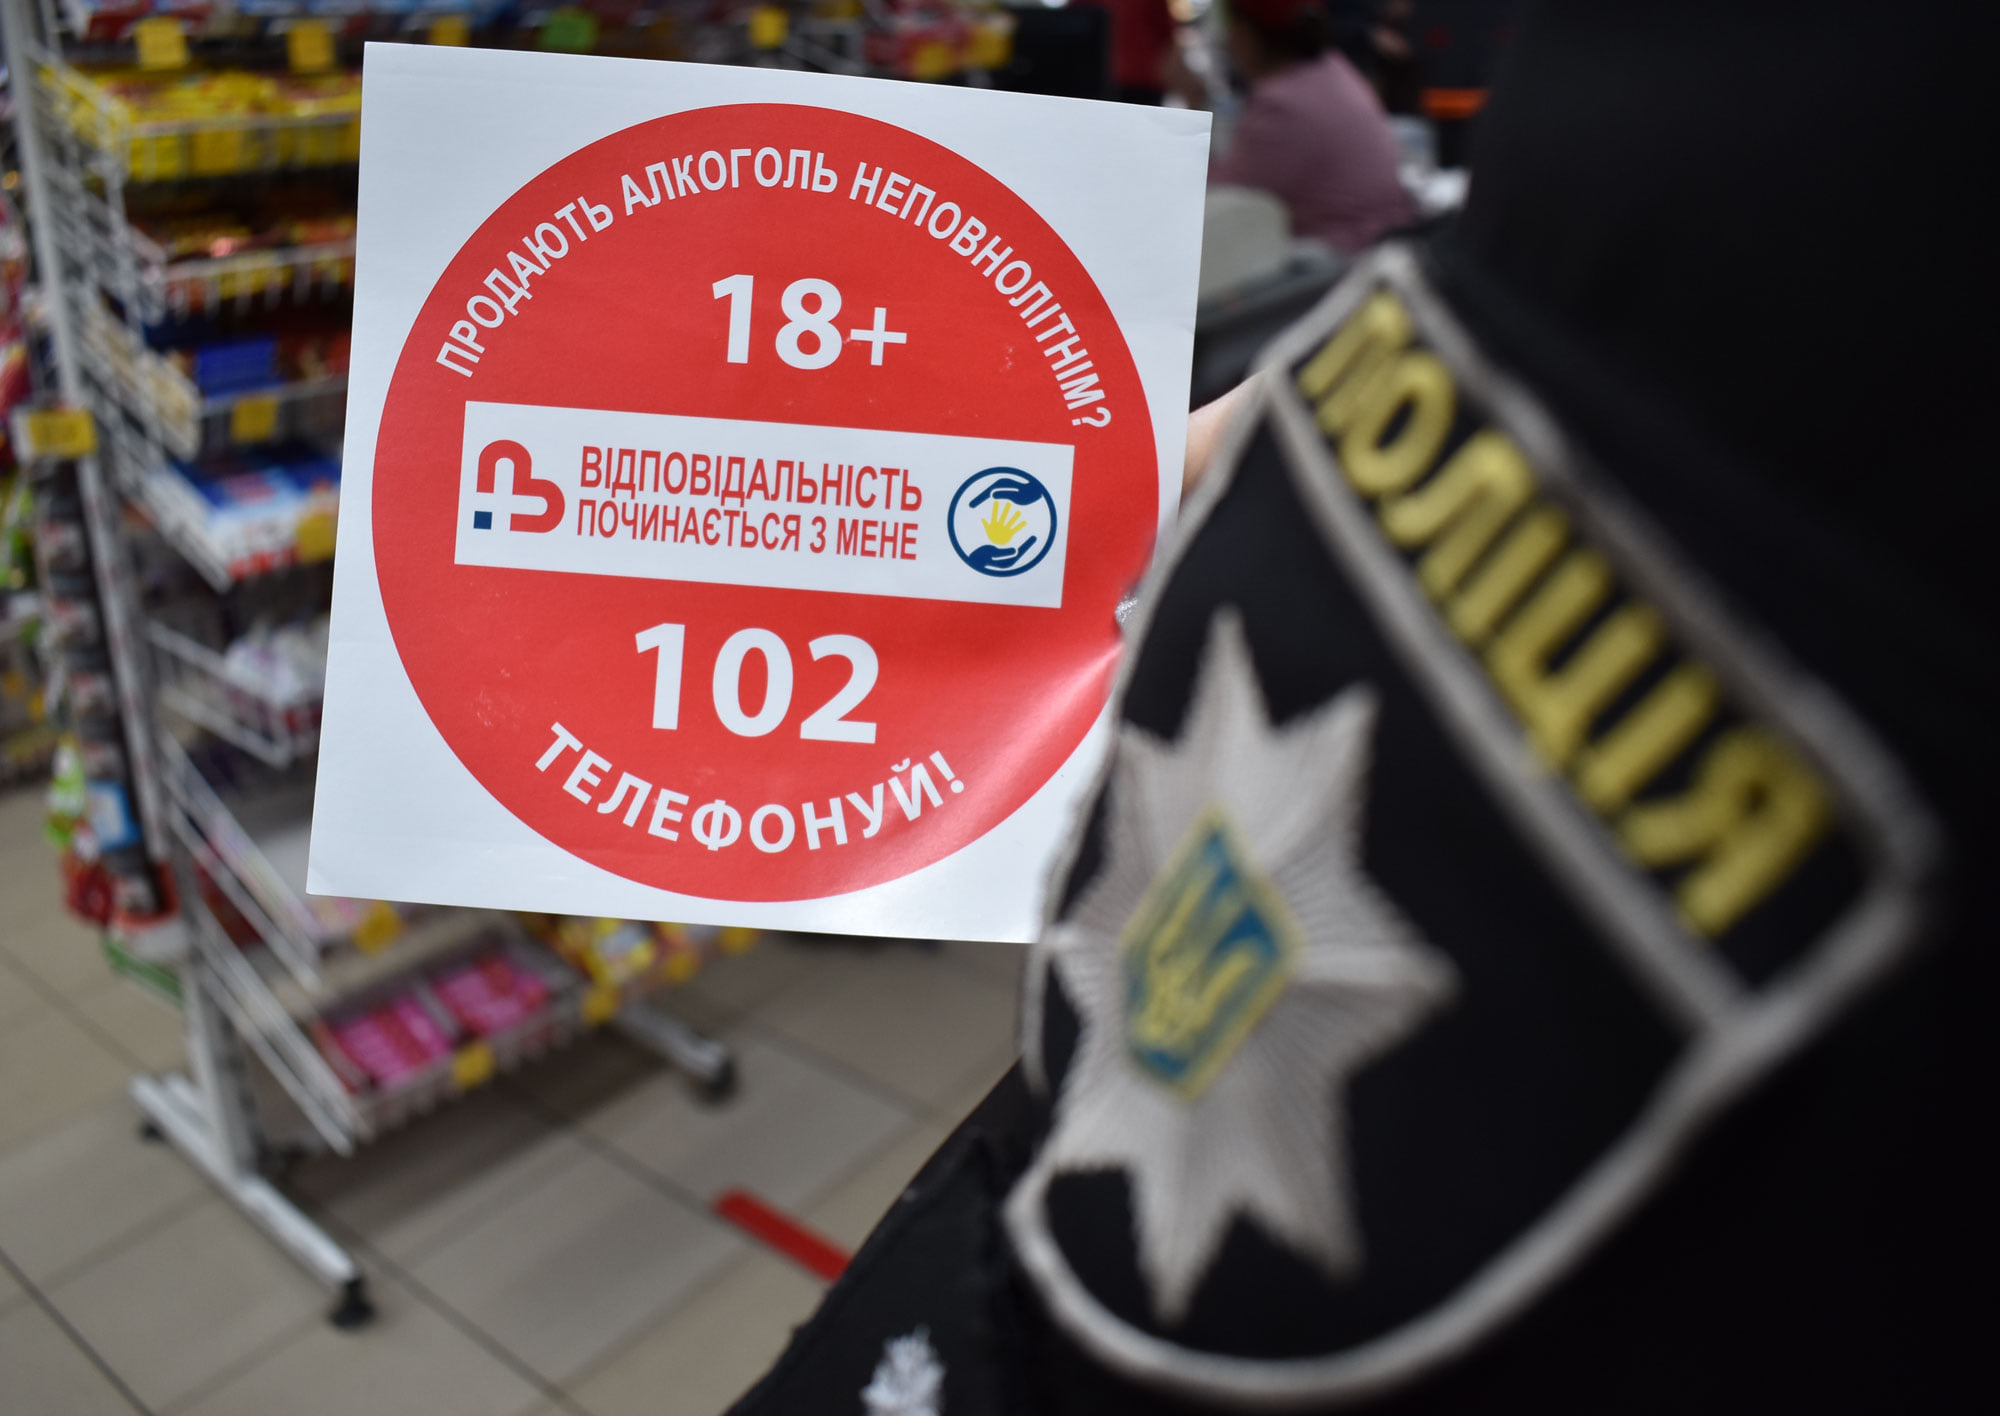 ПРОДАЮТЬ АЛКОГОЛЬ НЕПОВНОЛІТНІМ?
18+
ВІДПОВІДАЛЬНІСТЬ
ПОЧИНАЄТЬСЯ З МЕНЕ
102
ТЕЛЕФОНУЙ!
ПОЛІЦІЯ